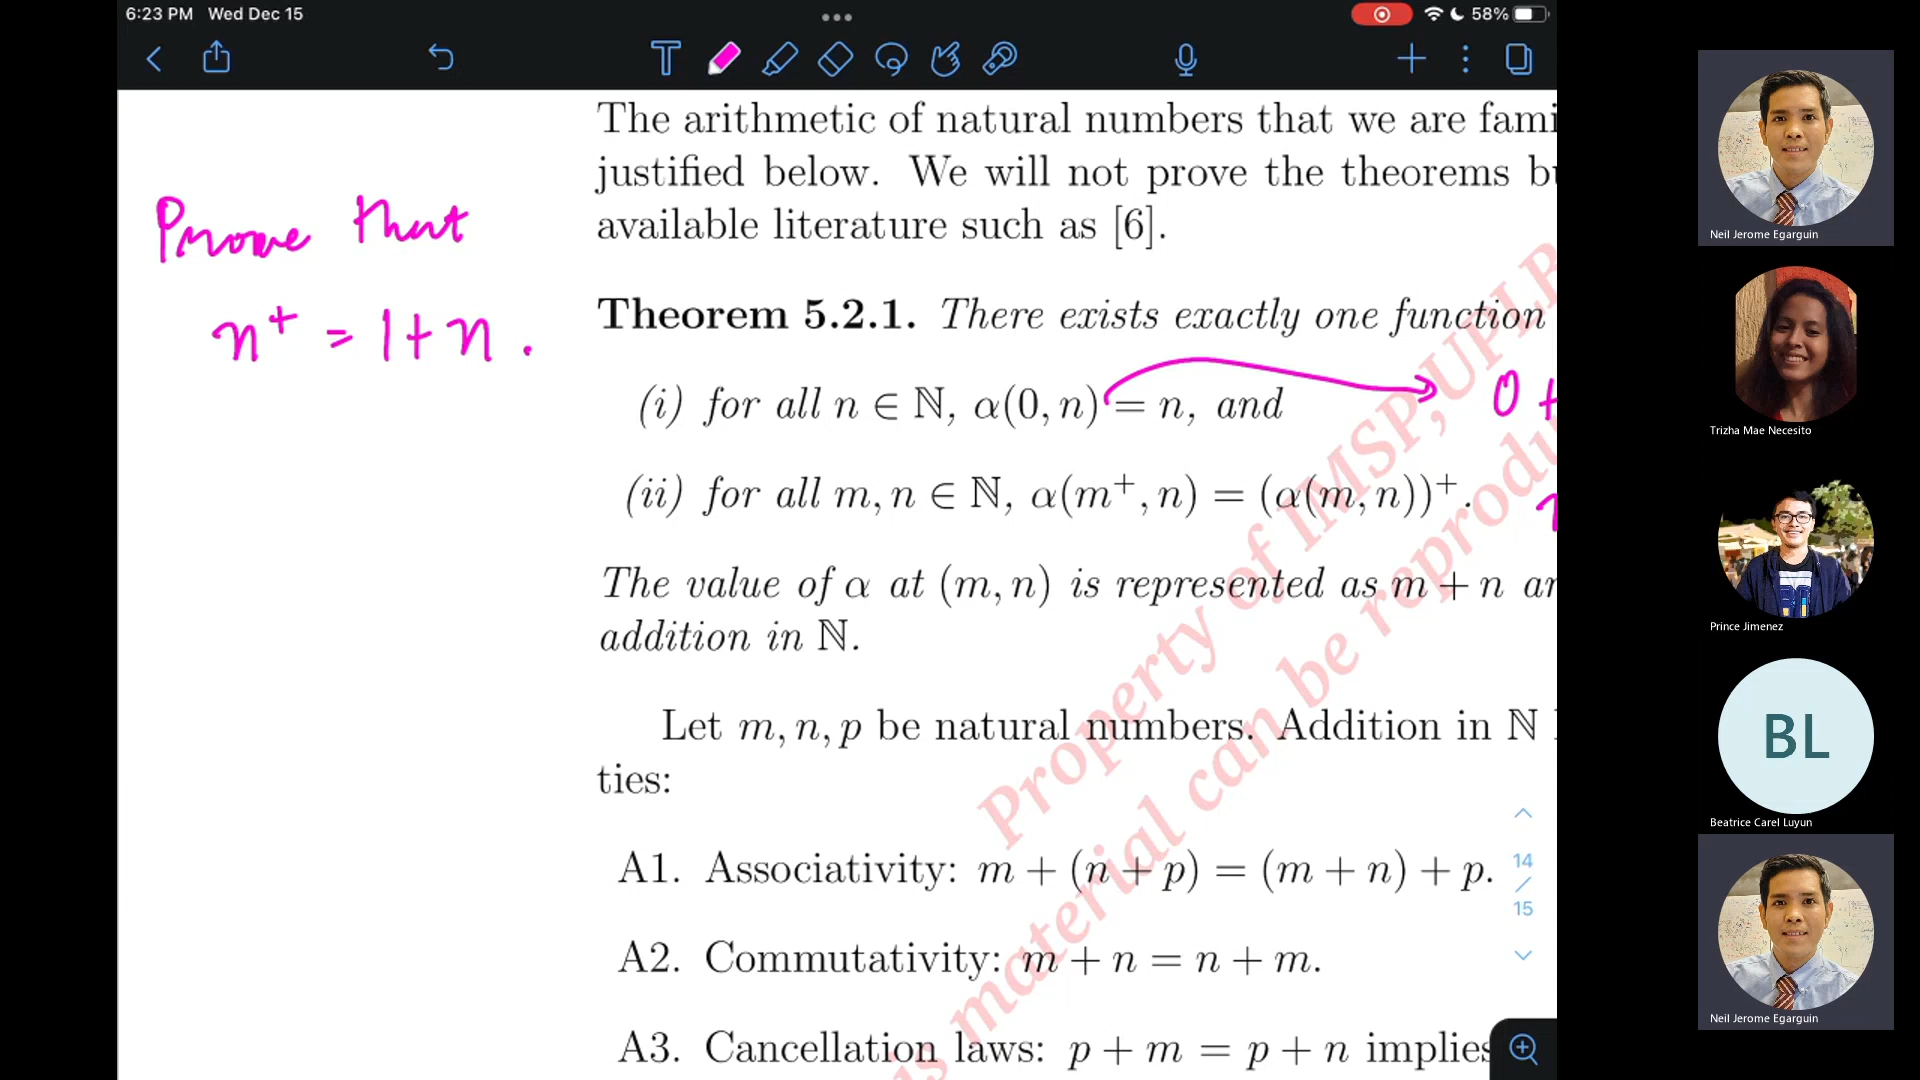 6:23 PM Wed Dec 15
58%
The arithmetic of natural numbers that we are fami
justified below. We will not prove the theorems bu
available literature such as [6].
Prove that
n⁺ = 1 + n .
Theorem 5.2.1. There exists exactly one function
(i) for all n ∈ ℕ, α(0, n) = n, and
0 +
(ii) for all m, n ∈ ℕ, α(m⁺, n) = (α(m, n))⁺.
The value of α at (m, n) is represented as m + n an
addition in ℕ.
Let m, n, p be natural numbers. Addition in ℕ
ties:
A1. Associativity: m + (n + p) = (m + n) + p.
A2. Commutativity: m + n = n + m.
A3. Cancellation laws: p + m = p + n implies
Property of IMSP,UPLB
s material can be reprodu
14
/
15
Neil Jerome Egarguin
Trizha Mae Necesito
Prince Jimenez
BL
Beatrice Carel Luyun
Neil Jerome Egarguin